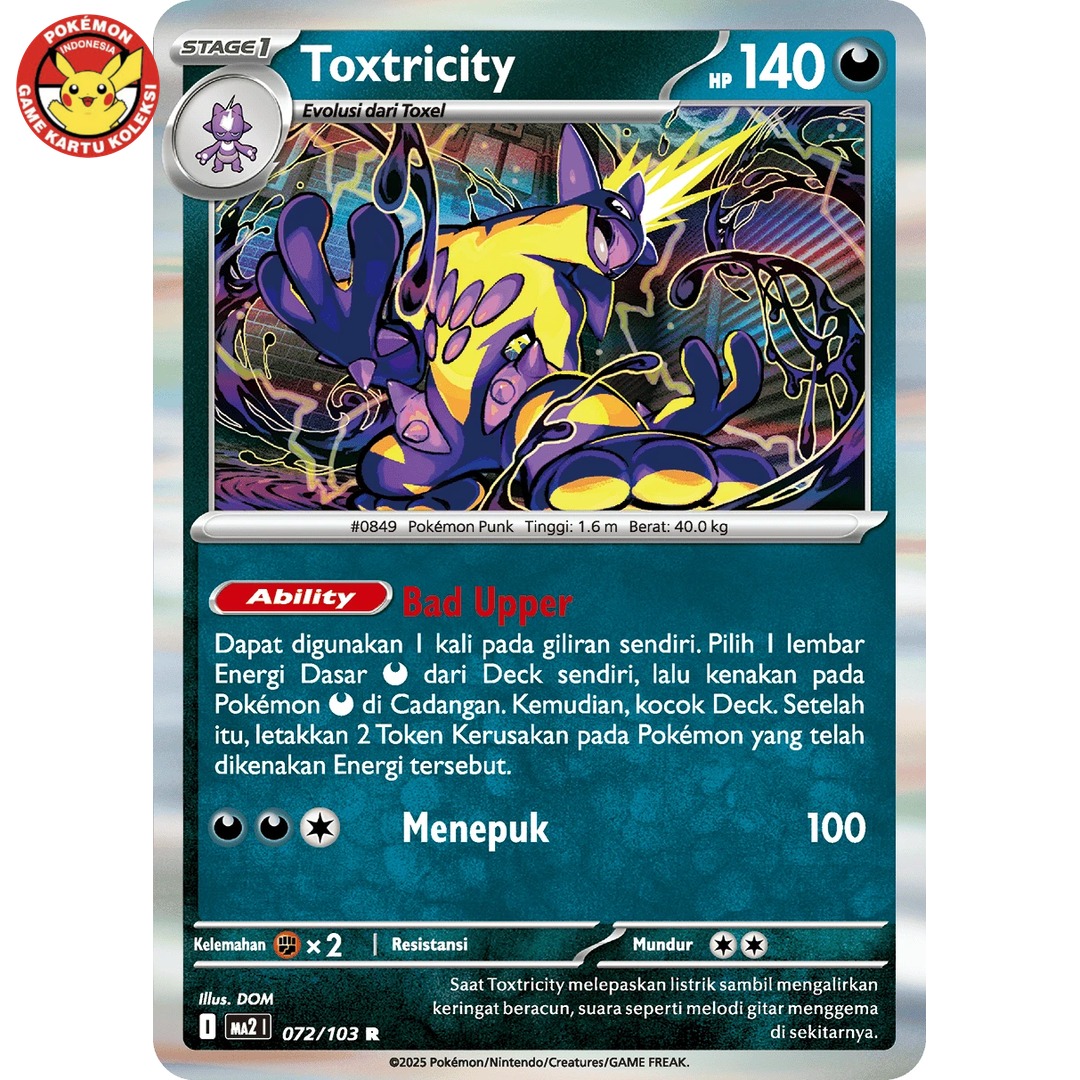 POKÉMON
INDONESIA
GAME KARTU KOLEKSI
STAGE 1
Toxtricity
HP 140
Evolusi dari Toxel
#0849 Pokémon Punk Tinggi: 1.6 m Berat: 40.0 kg
Ability Bad Upper
Dapat digunakan 1 kali pada giliran sendiri. Pilih 1 lembar
Energi Dasar dari Deck sendiri, lalu kenakan pada
Pokémon di Cadangan. Kemudian, kocok Deck. Setelah
itu, letakkan 2 Token Kerusakan pada Pokémon yang telah
dikenakan Energi tersebut.
Menepuk 100
Kelemahan ×2 | Resistansi Mundur
Saat Toxtricity melepaskan listrik sambil mengalirkan
keringat beracun, suara seperti melodi gitar menggema
di sekitarnya.
Illus. DOM
I MA2 I 072/103 R
©2025 Pokémon/Nintendo/Creatures/GAME FREAK.